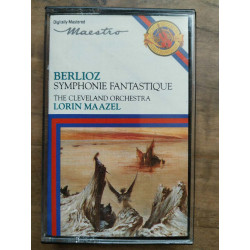 Digitally Mastered
Maestro
BERLIOZ
SYMPHONIE FANTASTIQUE
THE CLEVELAND ORCHESTRA
LORIN MAAZEL